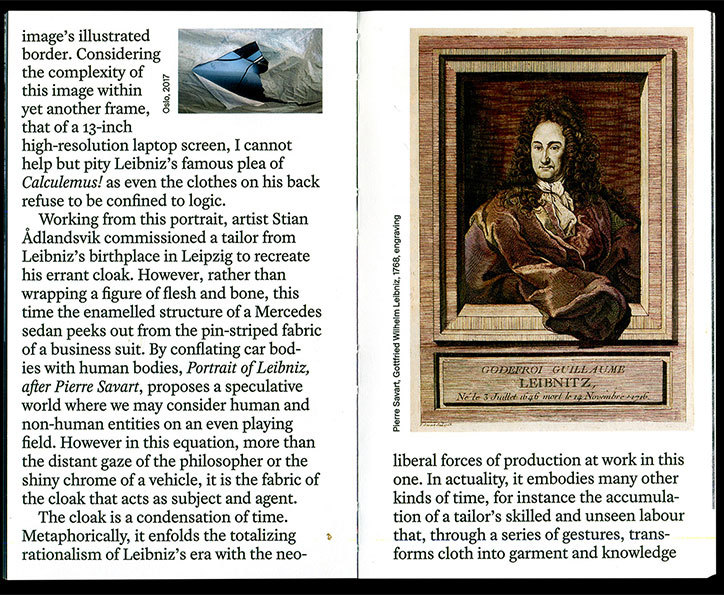 image's illustrated
border. Considering
the complexity of
this image within
yet another frame,
that of a 13-inch
high-resolution laptop screen, I cannot
help but pity Leibniz's famous plea of
Calculemus! as even the clothes on his back
refuse to be confined to logic.
Working from this portrait, artist Stian
Ådlandsvik commissioned a tailor from
Leibniz's birthplace in Leipzig to recreate
his errant cloak. However, rather than
wrapping a figure of flesh and bone, this
time the enamelled structure of a Mercedes
sedan peeks out from the pin-striped fabric
of a business suit. By conflating car bod-
ies with human bodies, Portrait of Leibniz,
after Pierre Savart, proposes a speculative
world where we may consider human and
non-human entities on an even playing
field. However in this equation, more than
the distant gaze of the philosopher or the
shiny chrome of a vehicle, it is the fabric of
the cloak that acts as subject and agent.
The cloak is a condensation of time.
Metaphorically, it enfolds the totalizing
rationalism of Leibniz's era with the neo-
Oslo, 2017
Pierre Savart, Gottfried Wilhelm Leibniz, 1768, engraving
GODEFROI GUILLAUME
LEIBNITZ,
Né le 3 Juillet 1646 mort le 14 Novembre 1716.
liberal forces of production at work in this
one. In actuality, it embodies many other
kinds of time, for instance the accumula-
tion of a tailor's skilled and unseen labour
that, through a series of gestures, trans-
forms cloth into garment and knowledge